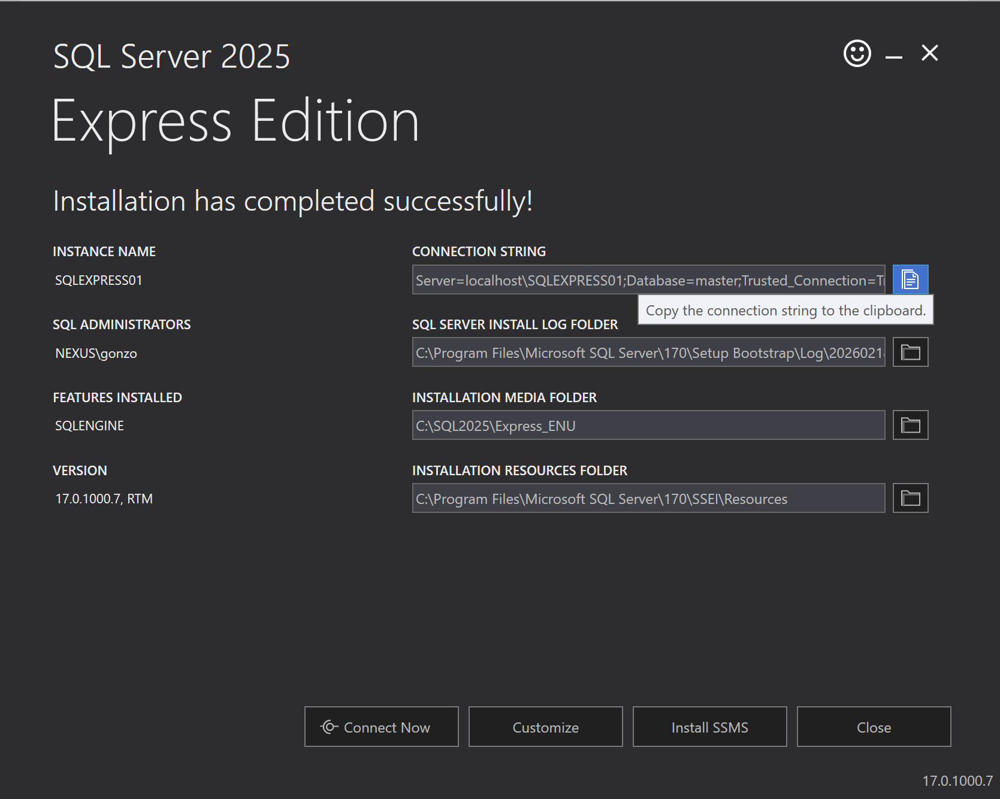 SQL Server 2025
Express Edition
Installation has completed successfully!
INSTANCE NAME
SQLEXPRESS01
CONNECTION STRING
Server=localhost\SQLEXPRESS01;Database=master;Trusted_Connection=Tr
Copy the connection string to the clipboard.
SQL ADMINISTRATORS
NEXUS\gonzo
SQL SERVER INSTALL LOG FOLDER
C:\Program Files\Microsoft SQL Server\170\Setup Bootstrap\Log\2026021
FEATURES INSTALLED
SQLENGINE
INSTALLATION MEDIA FOLDER
C:\SQL2025\Express_ENU
VERSION
17.0.1000.7, RTM
INSTALLATION RESOURCES FOLDER
C:\Program Files\Microsoft SQL Server\170\SSEI\Resources
Connect Now
Customize
Install SSMS
Close
17.0.1000.7